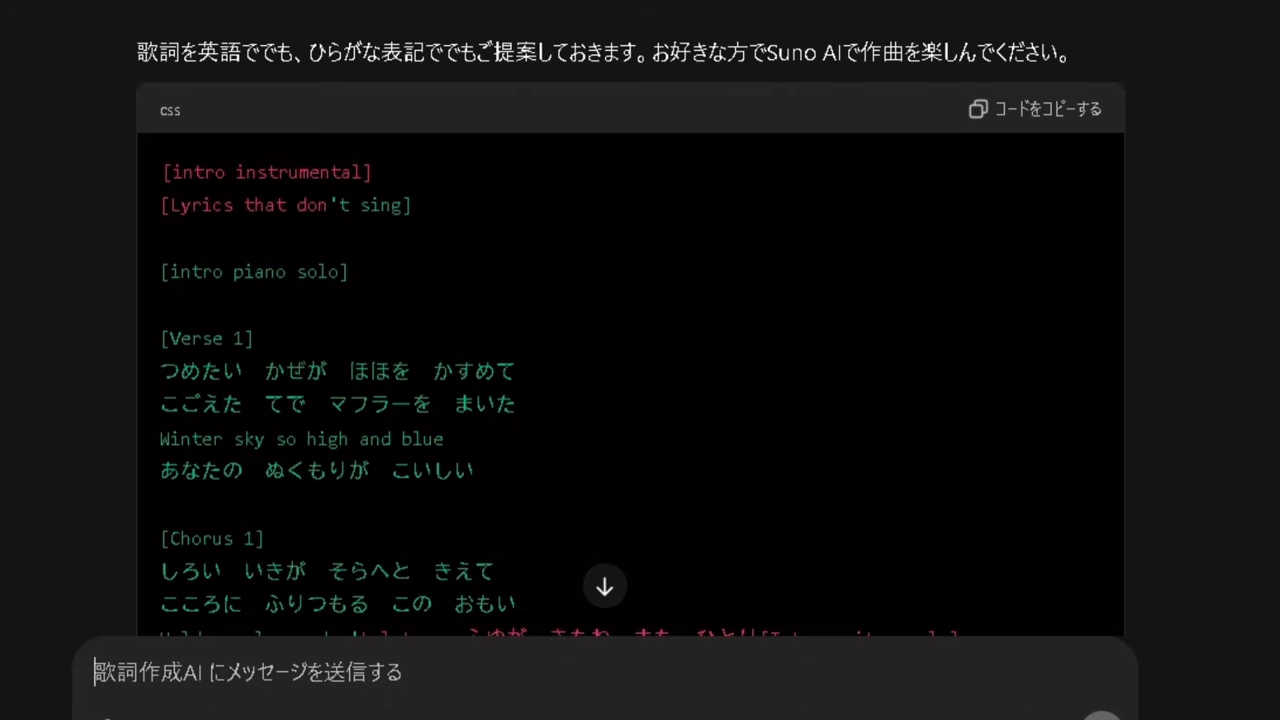 歌詞を英語ででも、ひらがな表記ででもご提案しておきます。お好きな方でSuno AIで作曲を楽しんでください。
css
コードをコピーする
[intro instrumental]
[Lyrics that don't sing]
[intro piano solo]
[Verse 1]
つめたい　かぜが　ほほを　かすめて
こごえた　てで　マフラーを　まいた
Winter sky so high and blue
あなたの　ぬくもりが　こいしい
[Chorus 1]
しろい　いきが　そらへと　きえて
こころに　ふりつもる　この　おもい
歌詞作成AI にメッセージを送信する